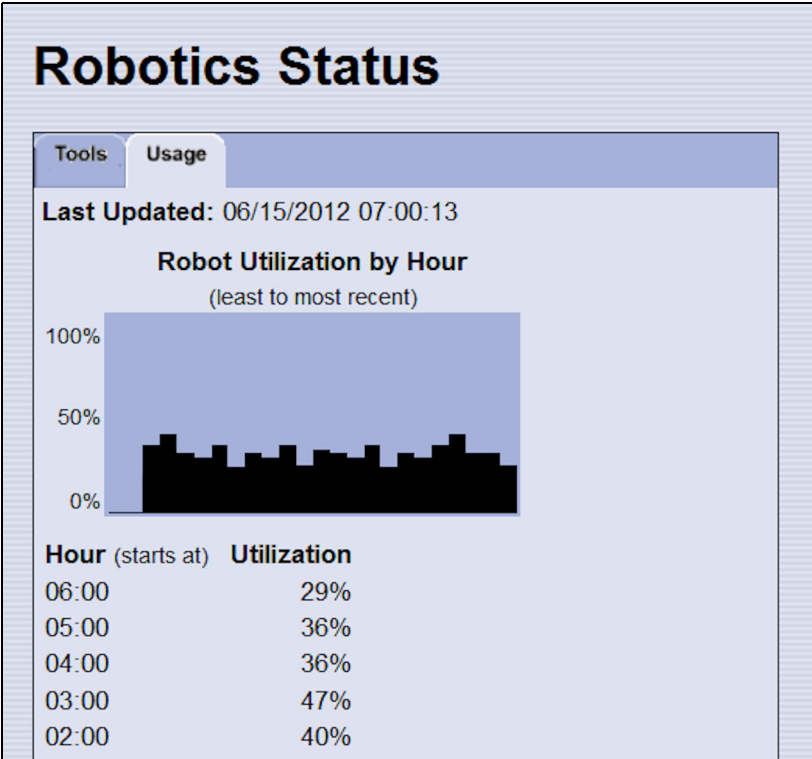 Robotics Status
Tools Usage
Last Updated: 06/15/2012 07:00:13
Robot Utilization by Hour
(least to most recent)
100%
50%
0%
Hour (starts at) Utilization
06:00 29%
05:00 36%
04:00 36%
03:00 47%
02:00 40%